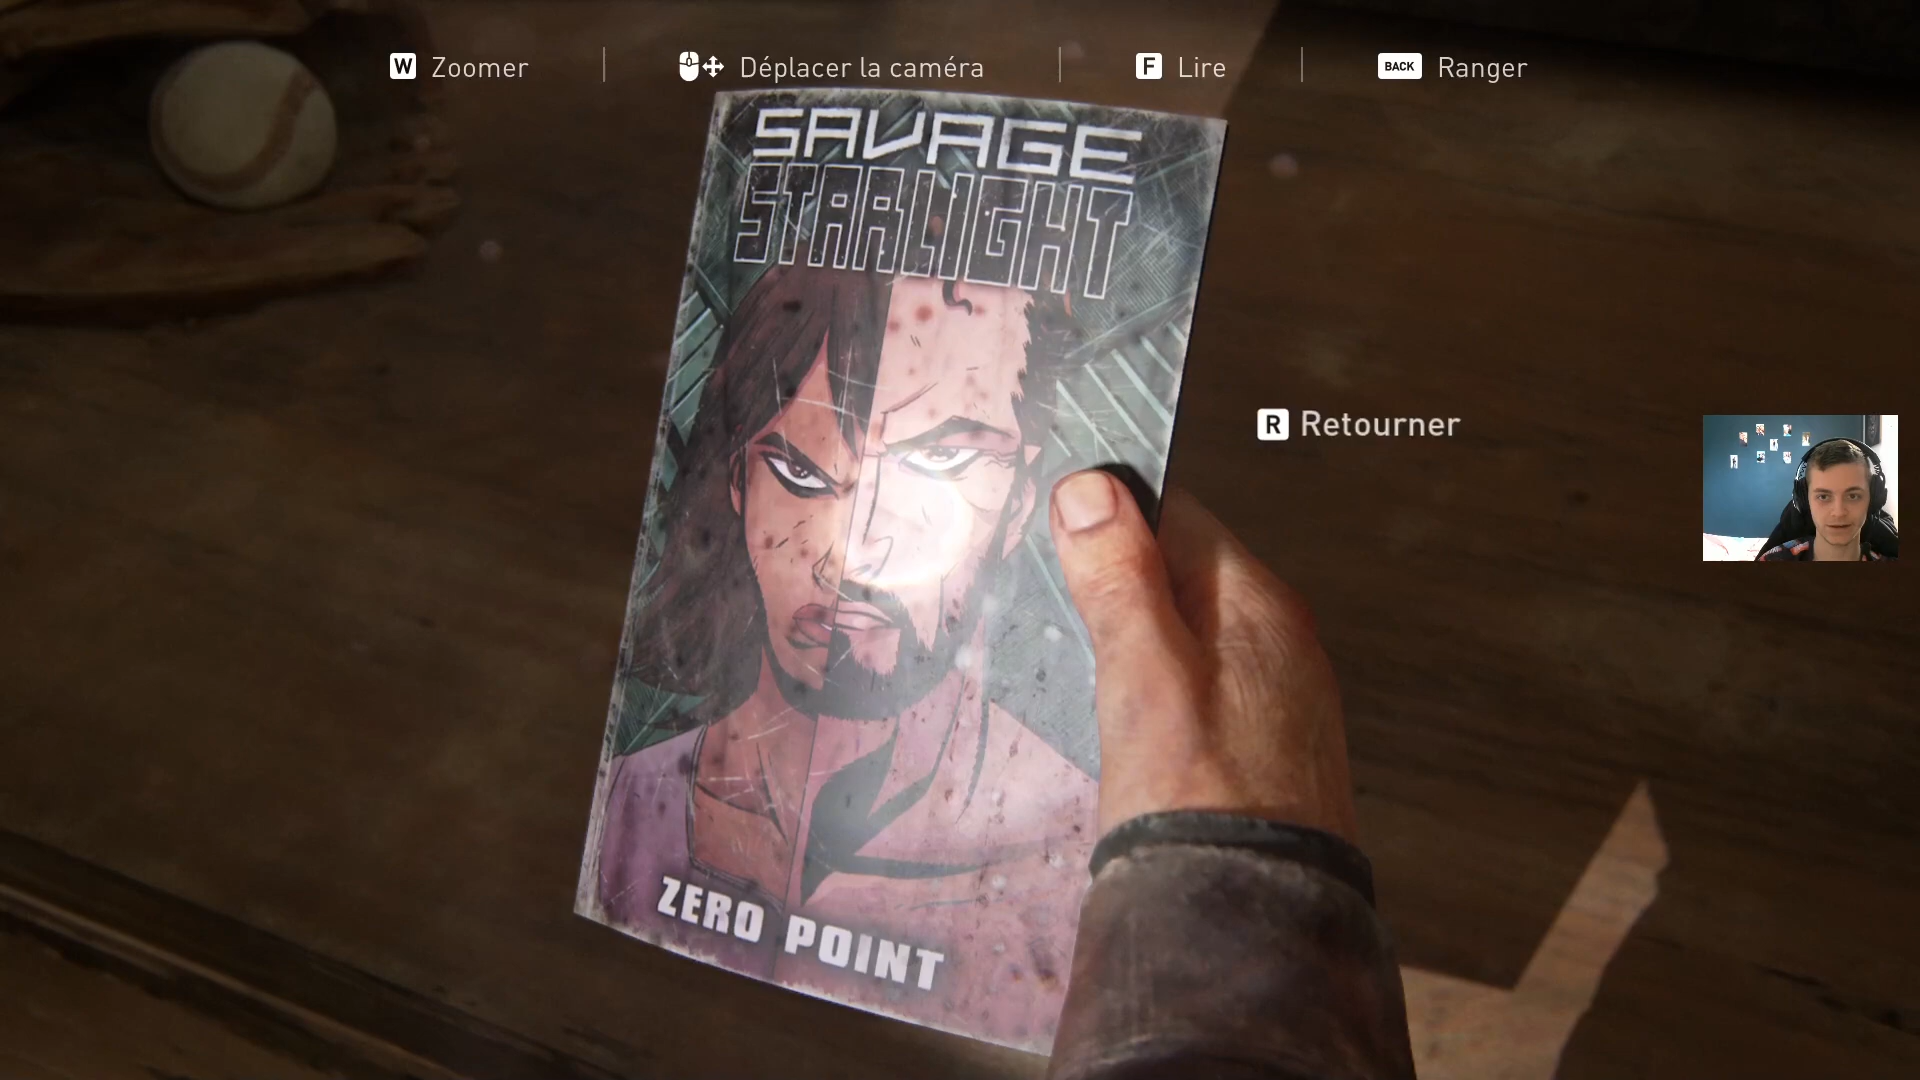 W Zoomer
Déplacer la caméra
F Lire
BACK Ranger
SAVAGE
STARLIGHT
R Retourner
ZERO POINT